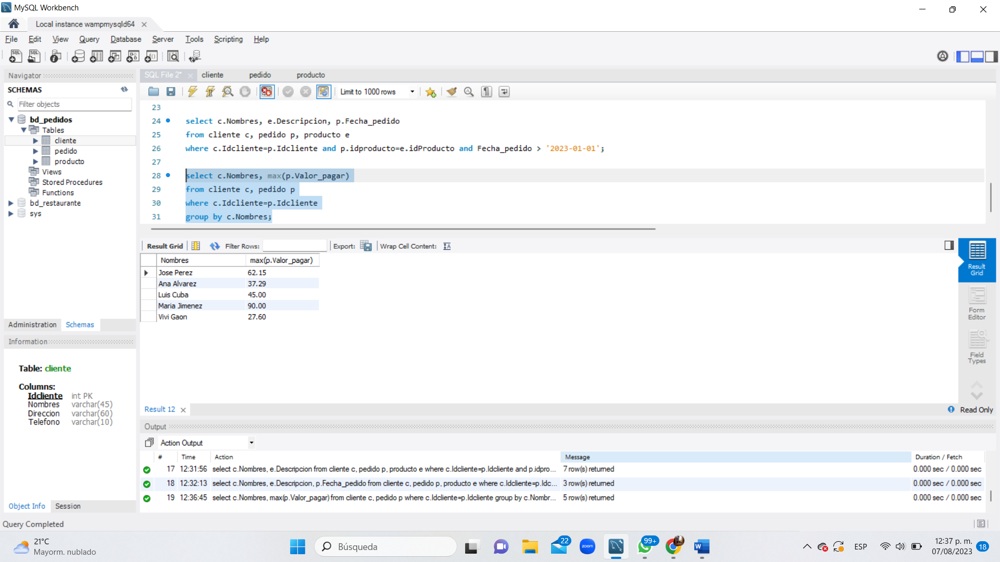 MySQL Workbench
Local instance wampmysqld64
File Edit View Query Database Server Tools Scripting Help
Navigator
SCHEMAS
Filter objects
bd_pedidos
Tables
cliente
pedido
producto
Views
Stored Procedures
Functions
bd_restaurante
sys
Administration Schemas
Information
Table: cliente
Columns:
Idcliente int PK
Nombres varchar(45)
Direccion varchar(60)
Telefono varchar(10)
Object Info Session
SQL File 2* cliente pedido producto
Limit to 1000 rows
23
24 select c.Nombres, e.Descripcion, p.Fecha_pedido
25 from cliente c, pedido p, producto e
26 where c.Idcliente=p.Idcliente and p.idproducto=e.idProducto and Fecha_pedido > '2023-01-01';
27
28 select c.Nombres, max(p.Valor_pagar)
29 from cliente c, pedido p
30 where c.Idcliente=p.Idcliente
31 group by c.Nombres;
Result Grid Filter Rows: Export: Wrap Cell Content:
Nombres max(p.Valor_pagar)
Jose Perez 62.15
Ana Alvarez 37.29
Luis Cuba 45.00
Maria Jimenez 90.00
Vivi Gaon 27.60
Result
Grid
Form
Editor
Field
Types
Result 12
Read Only
Output
Action Output
# Time Action Message Duration / Fetch
17 12:31:56 select c.Nombres, e.Descripcion from cliente c, pedido p, producto e where c.Idcliente=p.Idcliente and p.idpro... 7 row(s) returned 0.000 sec / 0.000 sec
18 12:32:13 select c.Nombres, e.Descripcion, p.Fecha_pedido from cliente c, pedido p, producto e where c.Idcliente=p.Idc... 3 row(s) returned 0.000 sec / 0.000 sec
19 12:36:45 select c.Nombres, max(p.Valor_pagar) from cliente c, pedido p where c.Idcliente=p.Idcliente group by c.Nombr... 5 row(s) returned 0.000 sec / 0.000 sec
Query Completed
21°C
Mayorm. nublado
Búsqueda
22
zoom
99+
W
ESP
12:37 p. m.
07/08/2023
18